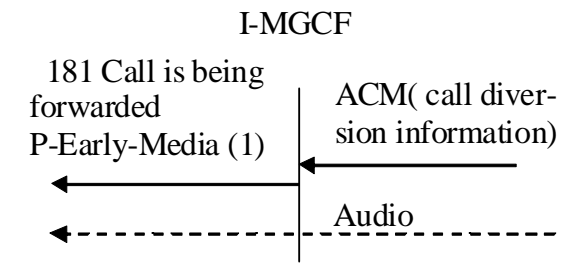 I-MGCF
181 Call is being
forwarded
P-Early-Media (1)
ACM( call diver-
sion information)
Audio